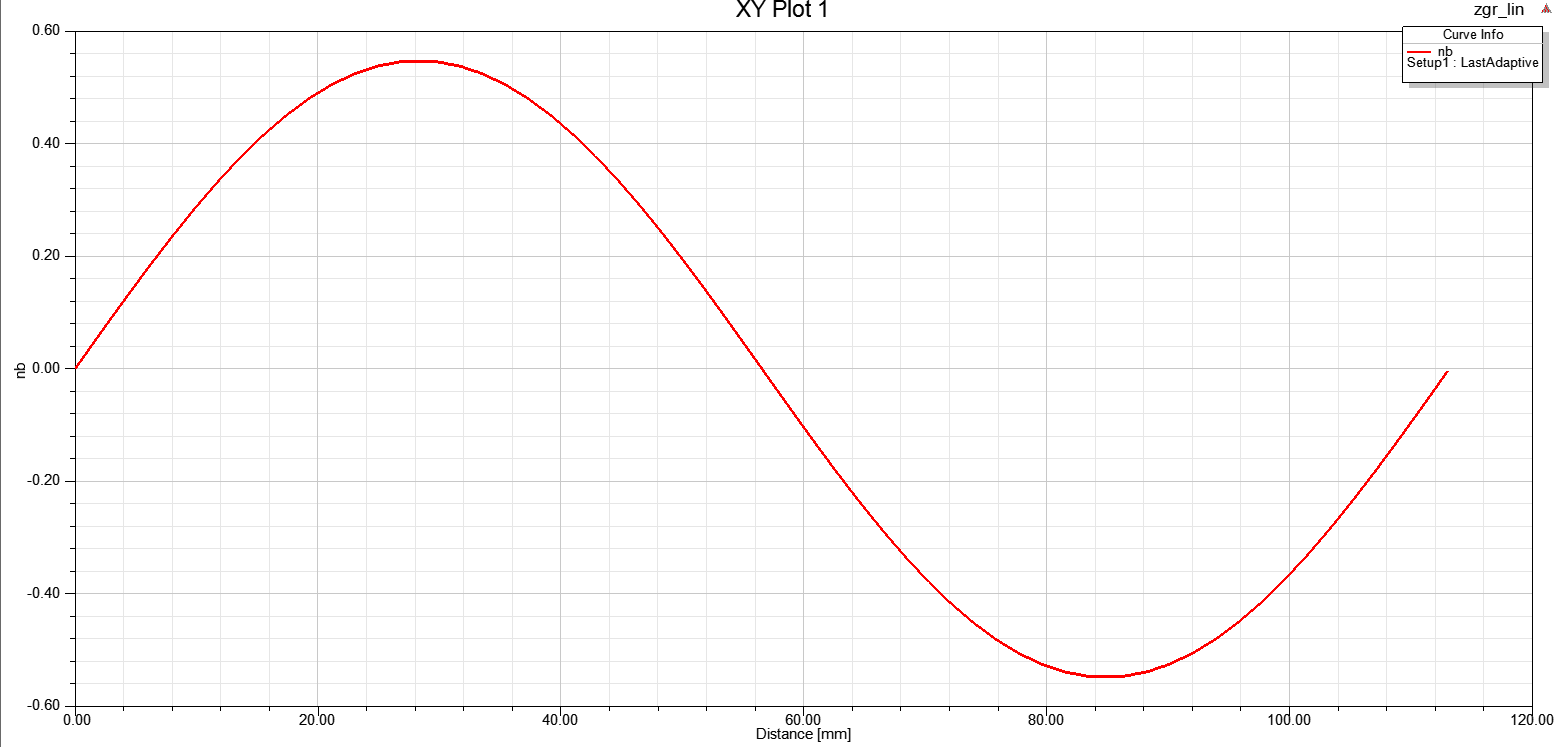 XY Plot 1
zgr_lin
Curve Info
nb
Setup1 : LastAdaptive
0.60
0.40
0.20
0.00
-0.20
-0.40
-0.60
nb
0.00
20.00
40.00
60.00
80.00
100.00
120.00
Distance [mm]